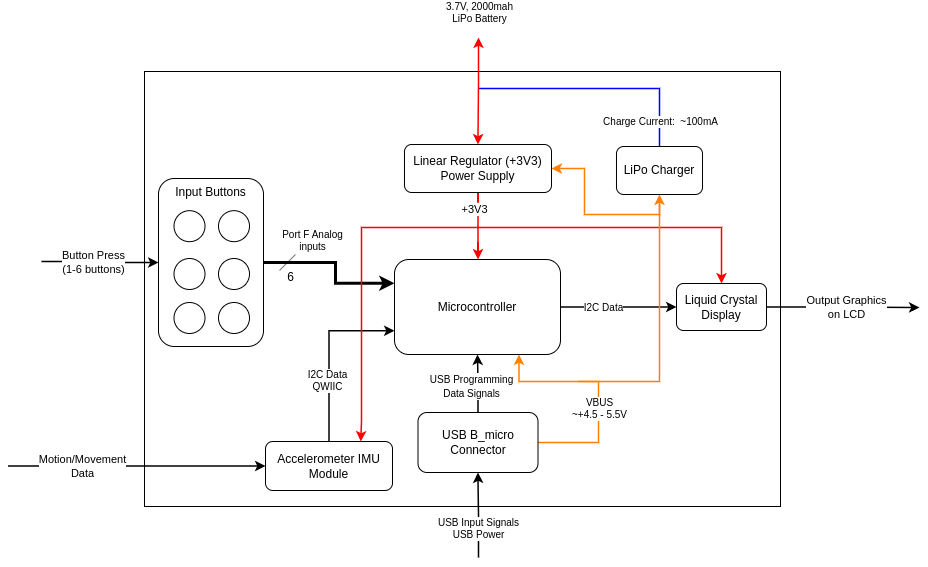 3.7V, 2000mah
LiPo Battery
Charge Current: ~100mA
Linear Regulator (+3V3)
Power Supply
LiPo Charger
Input Buttons
+3V3
Port F Analog
inputs
6
Button Press
(1-6 buttons)
Microcontroller
I2C Data
Liquid Crystal
Display
Output Graphics
on LCD
I2C Data
QWIIC
USB Programming
Data Signals
VBUS
~+4.5 - 5.5V
USB B_micro
Connector
Accelerometer IMU
Module
Motion/Movement
Data
USB Input Signals
USB Power